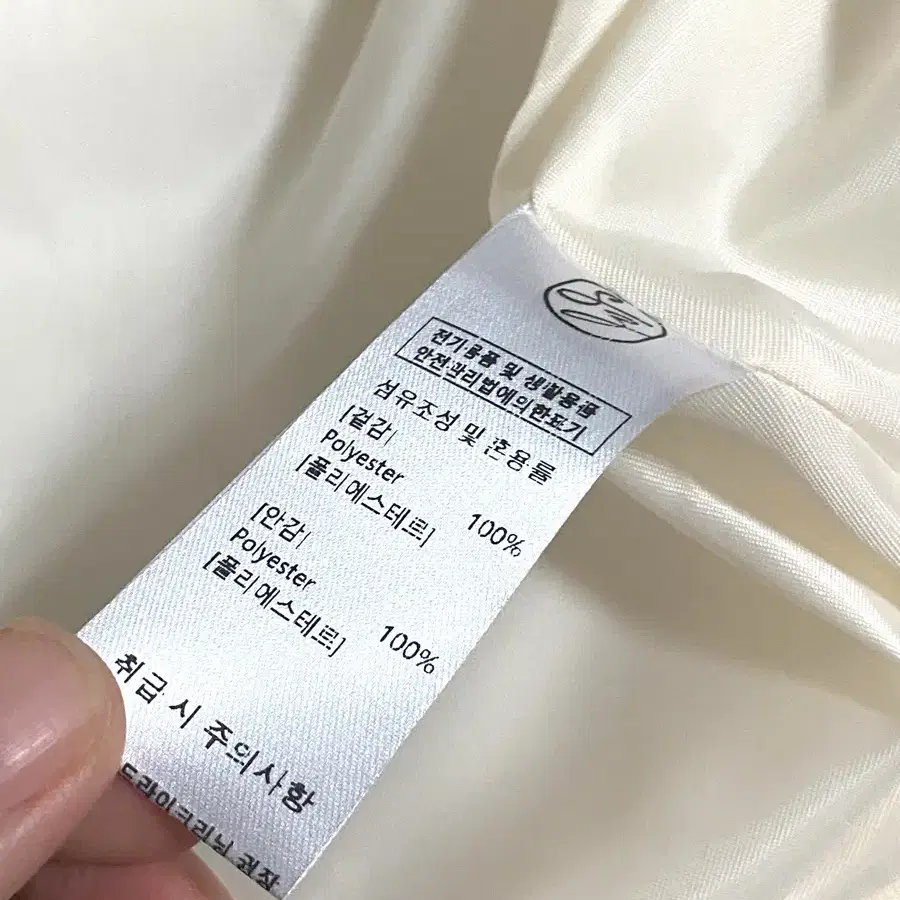 전기용품 및 생활용품
안전관리법에의한표기
섬유조성 및 혼용률
[겉감]
Polyester 100%
[폴리에스테르]
[안감]
Polyester 100%
[폴리에스테르]
취급 시 주의사항
드라이크리닝 권장